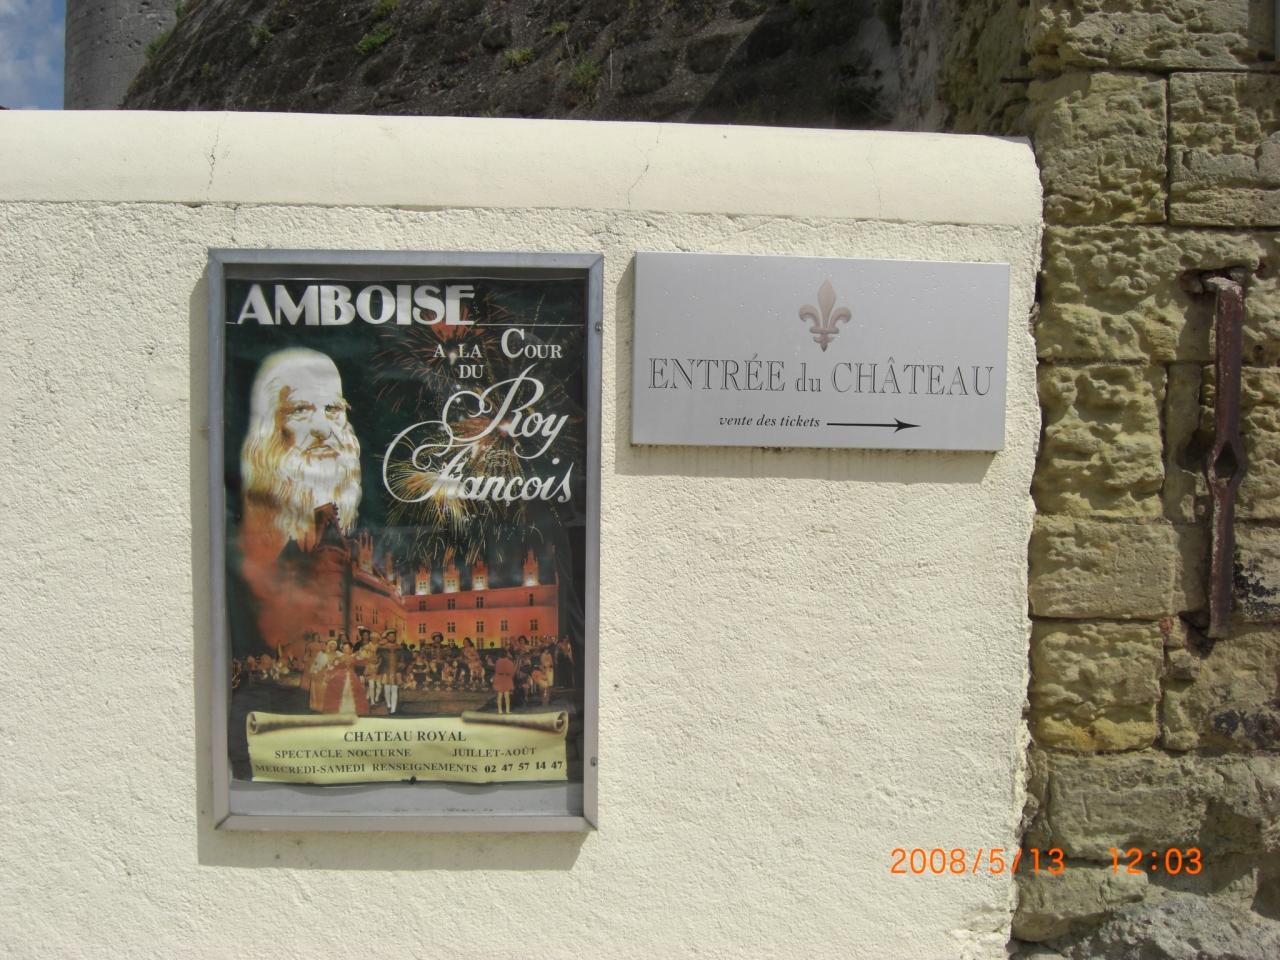 AMBOISE
A LA COUR
DU
Roy
François
CHATEAU ROYAL
SPECTACLE NOCTURNE JUILLET-AOÛT
MERCREDI-SAMEDI RENSEIGNEMENTS 02 47 57 14 47
ENTRÉE du CHÂTEAU
vente des tickets
2008/5/13 12:03